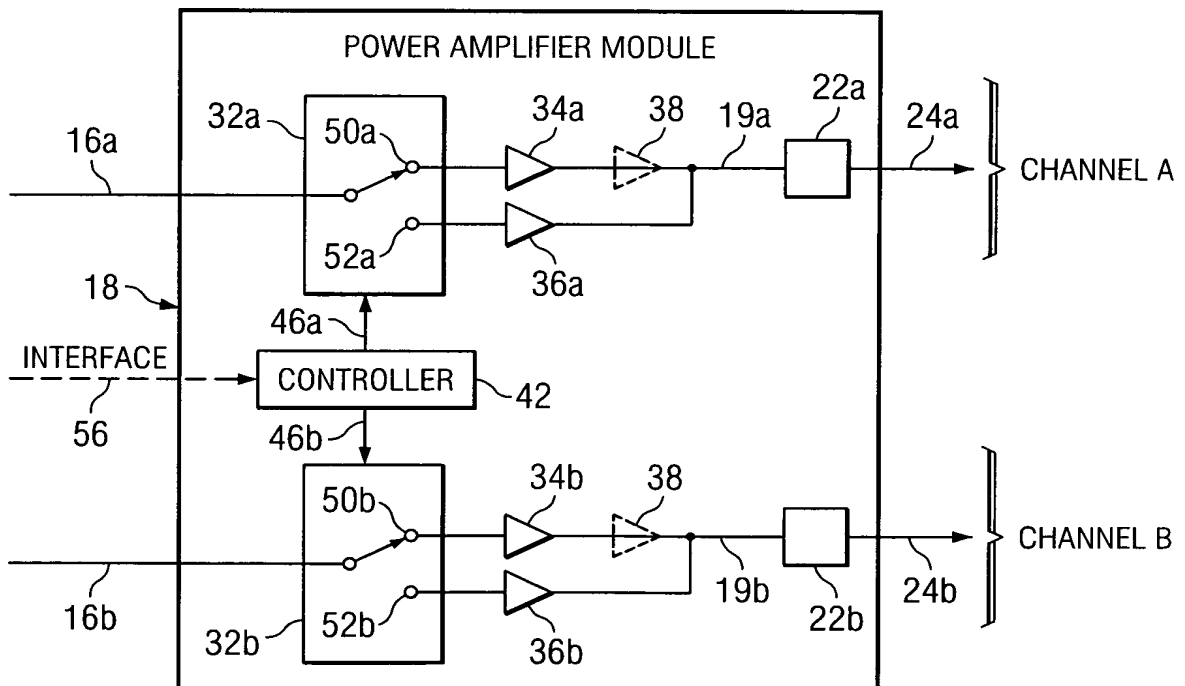 POWER AMPLIFIER MODULE
32a
50a
34a
38
19a
22a
24a
16a
CHANNEL A
52a
36a
18
46a
INTERFACE
CONTROLLER
42
56
46b
50b
34b
38
CHANNEL B
16b
52b
19b
22b
24b
32b
36b